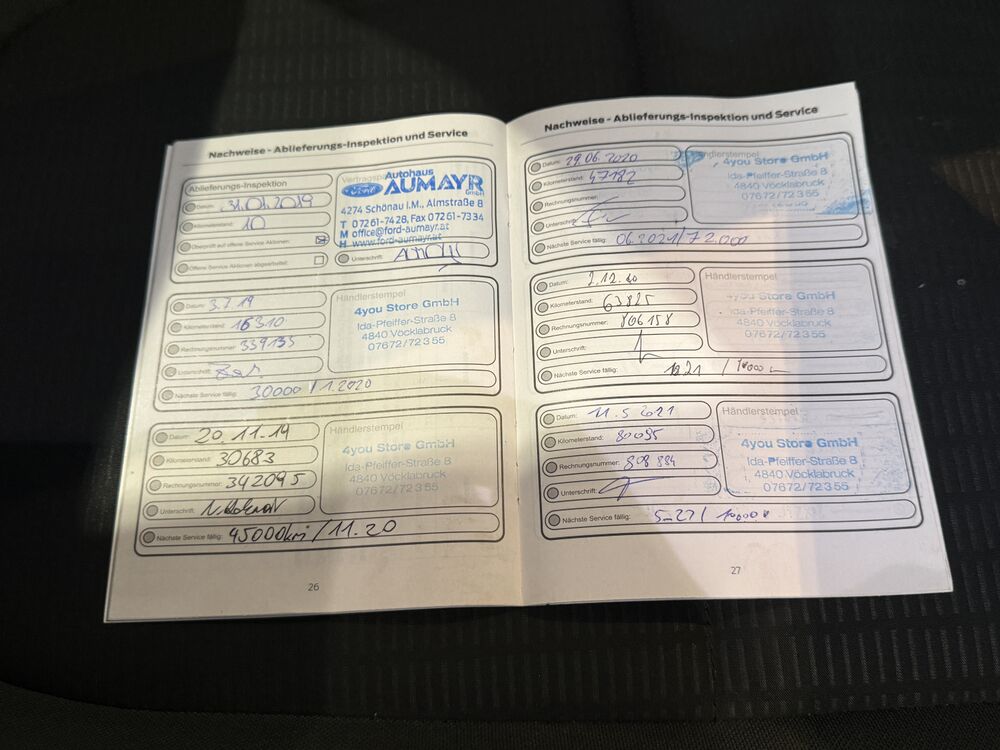 Nachweise - Ablieferungs-Inspektion und Service
Ablieferungs-Inspektion
Datum: 31.01.2019
Kilometerstand: 10
Überprüft auf offene Service Aktionen:
Offene Service Aktionen abgearbeitet:
Vertragspa
Ford Autohaus
AUMAYR
GmbH
4274 Schönau i.M., Almstraße 8
T 07261-7428, Fax 07261-7334
M office@ford-aumayr.at
H www.ford-aumayr.at
Unterschrift:
Datum: 3.7.19
Kilometerstand: 16310
Rechnungsnummer: 339135
Unterschrift:
Nächste Service fällig: 30000 / 1.2020
Händlerstempel
4you Store GmbH
Ida-Pfeiffer-Straße 8
4840 Vöcklabruck
07672/72355
Datum: 20.11.19
Kilometerstand: 30683
Rechnungsnummer: 342095
Unterschrift:
Nächste Service fällig: 45000km / 11.20
Händlerstempel
4you Store GmbH
Ida-Pfeiffer-Straße 8
4840 Vöcklabruck
07672/72355
26
Nachweise - Ablieferungs-Inspektion und Service
Datum: 29.06.2020
Kilometerstand: 47182
Rechnungsnummer:
Unterschrift:
Nächste Service fällig: 06.2021/72.000
Händlerstempel
4you Store GmbH
Ida-Pfeiffer-Straße 8
4840 Vöcklabruck
07672/72355
Datum: 2.12.20
Kilometerstand: 63825
Rechnungsnummer: 806158
Unterschrift:
Nächste Service fällig:
Händlerstempel
4you Store GmbH
Ida-Pfeiffer-Straße 8
4840 Vöcklabruck
07672/72355
Datum: 11.5.2021
Kilometerstand: 80095
Rechnungsnummer: 808884
Unterschrift:
Nächste Service fällig:
Händlerstempel
4you Store GmbH
Ida-Pfeiffer-Straße 8
4840 Vöcklabruck
07672/72355
27